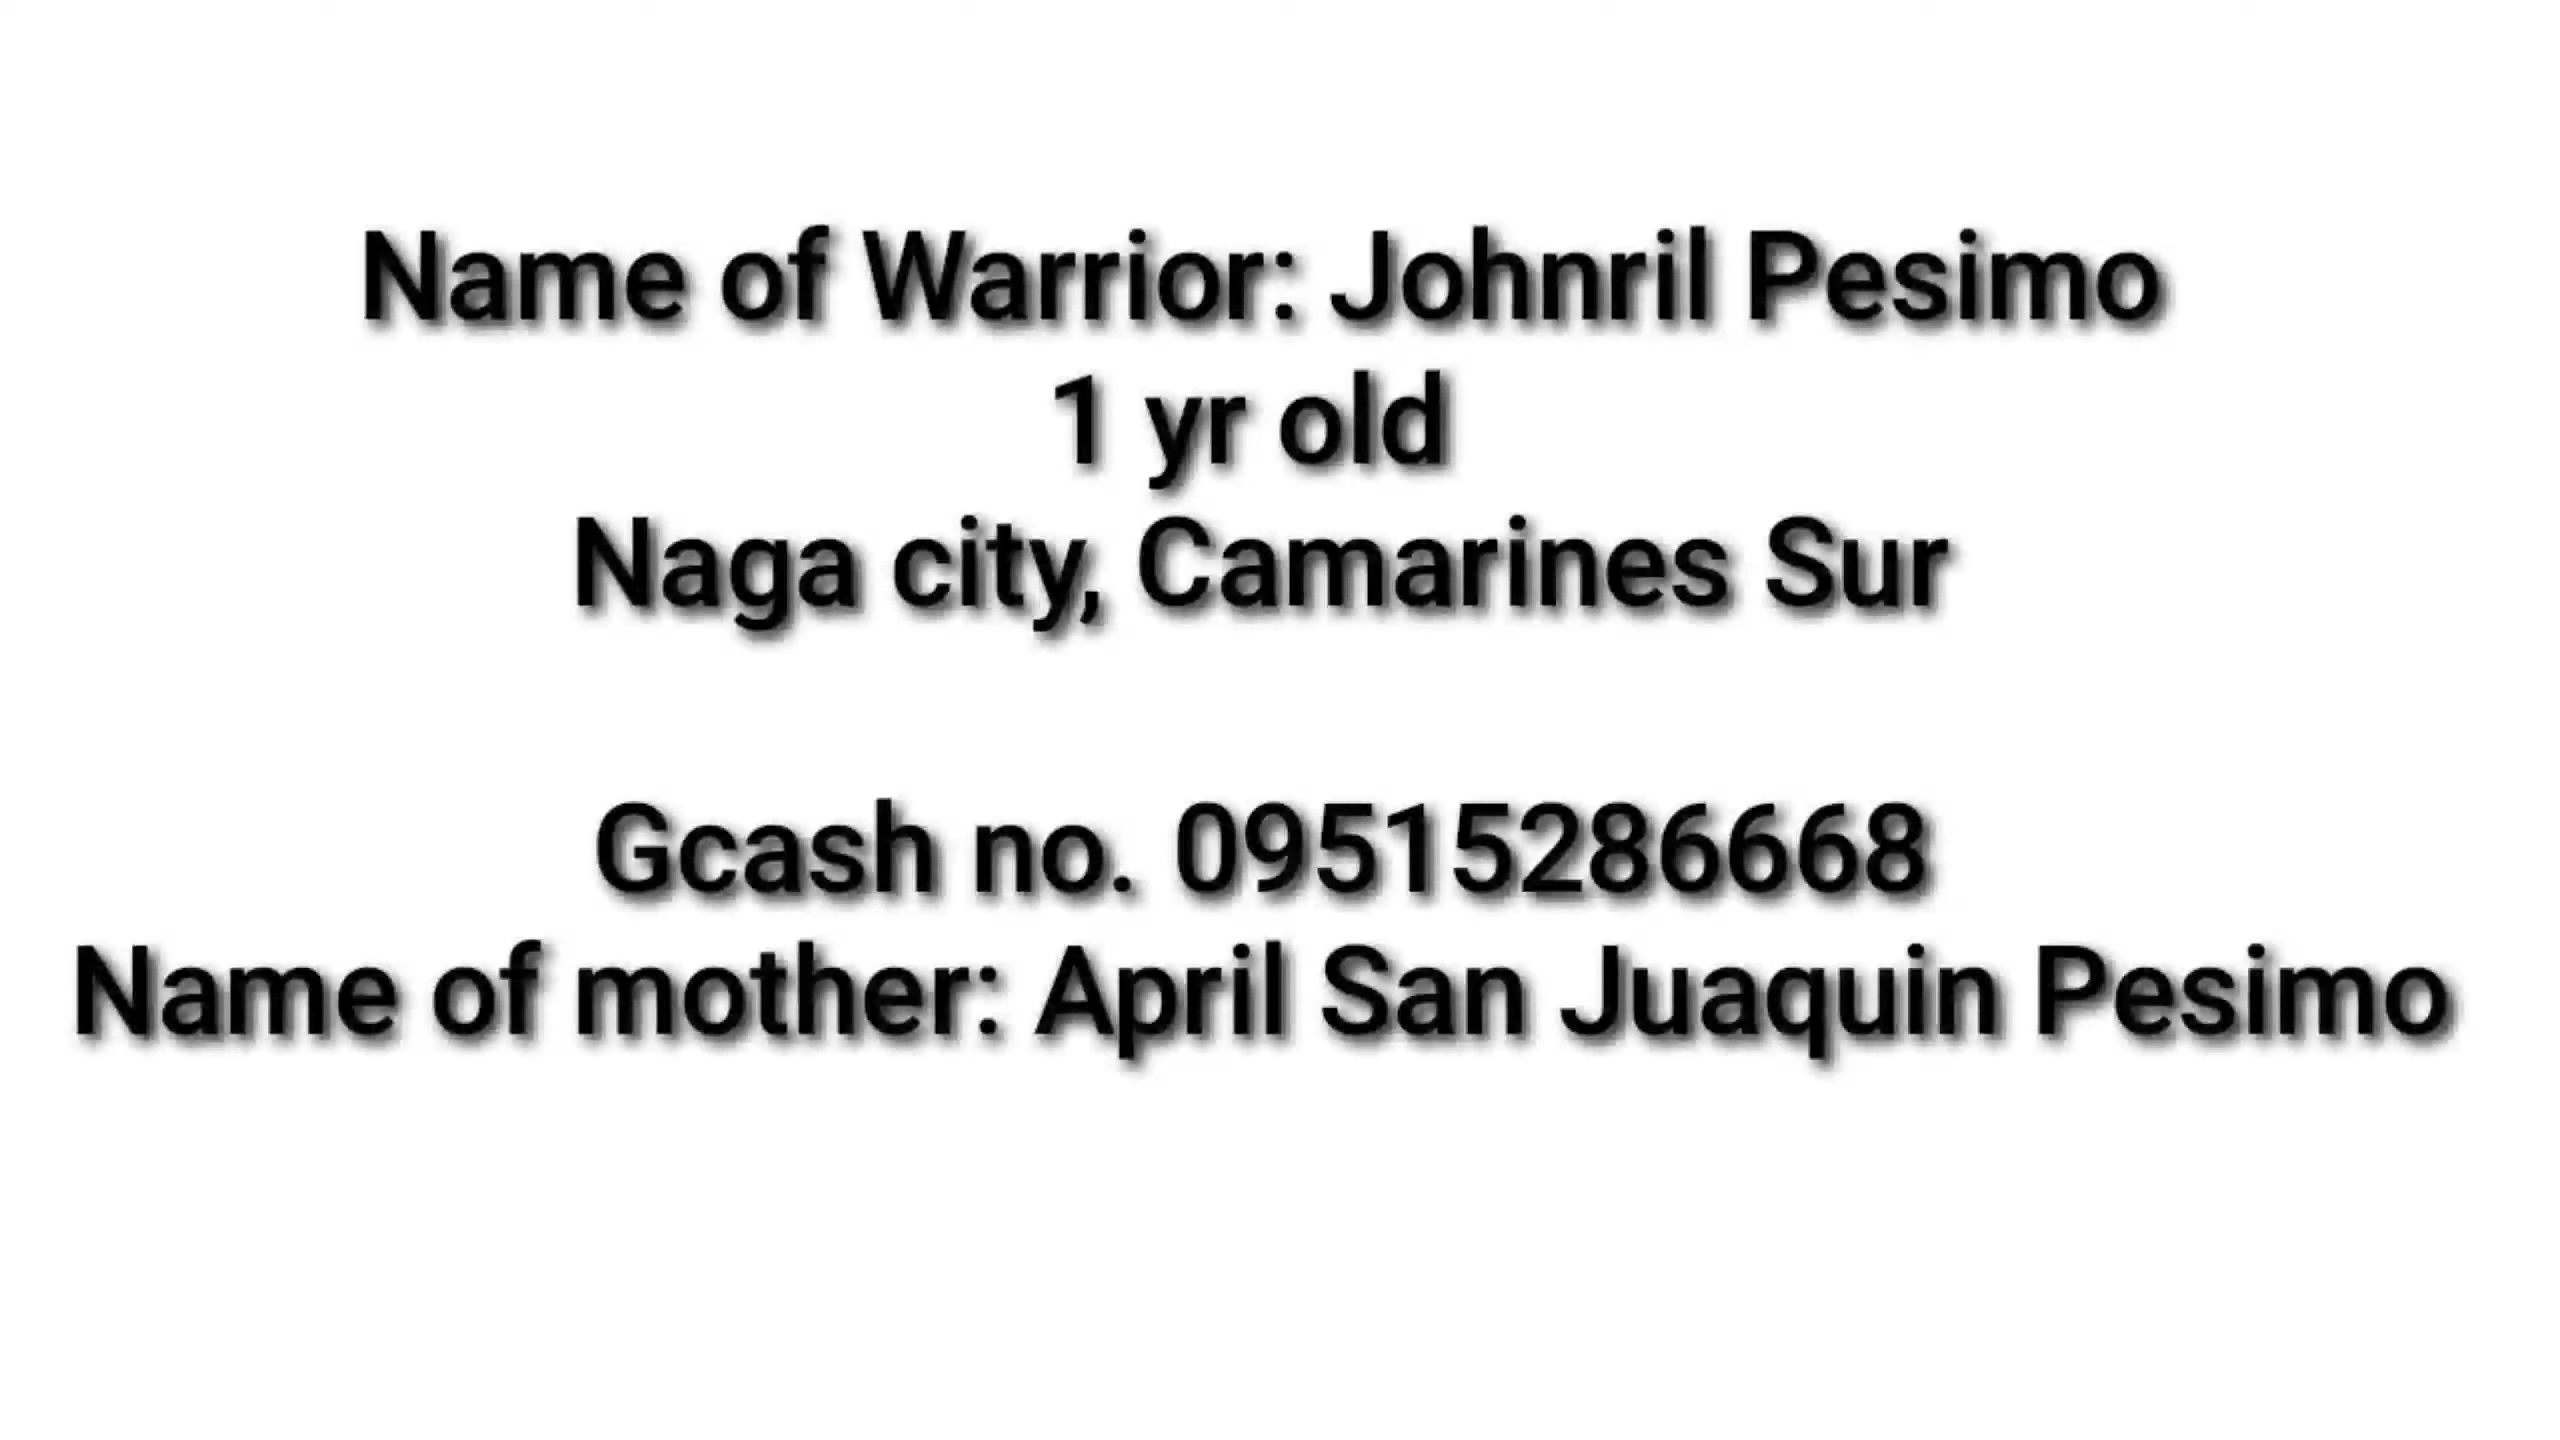 Name of Warrior: Johnril Pesimo
1 yr old
Naga city, Camarines Sur
Gcash no. 09515286668
Name of mother: April San Juaquin Pesimo